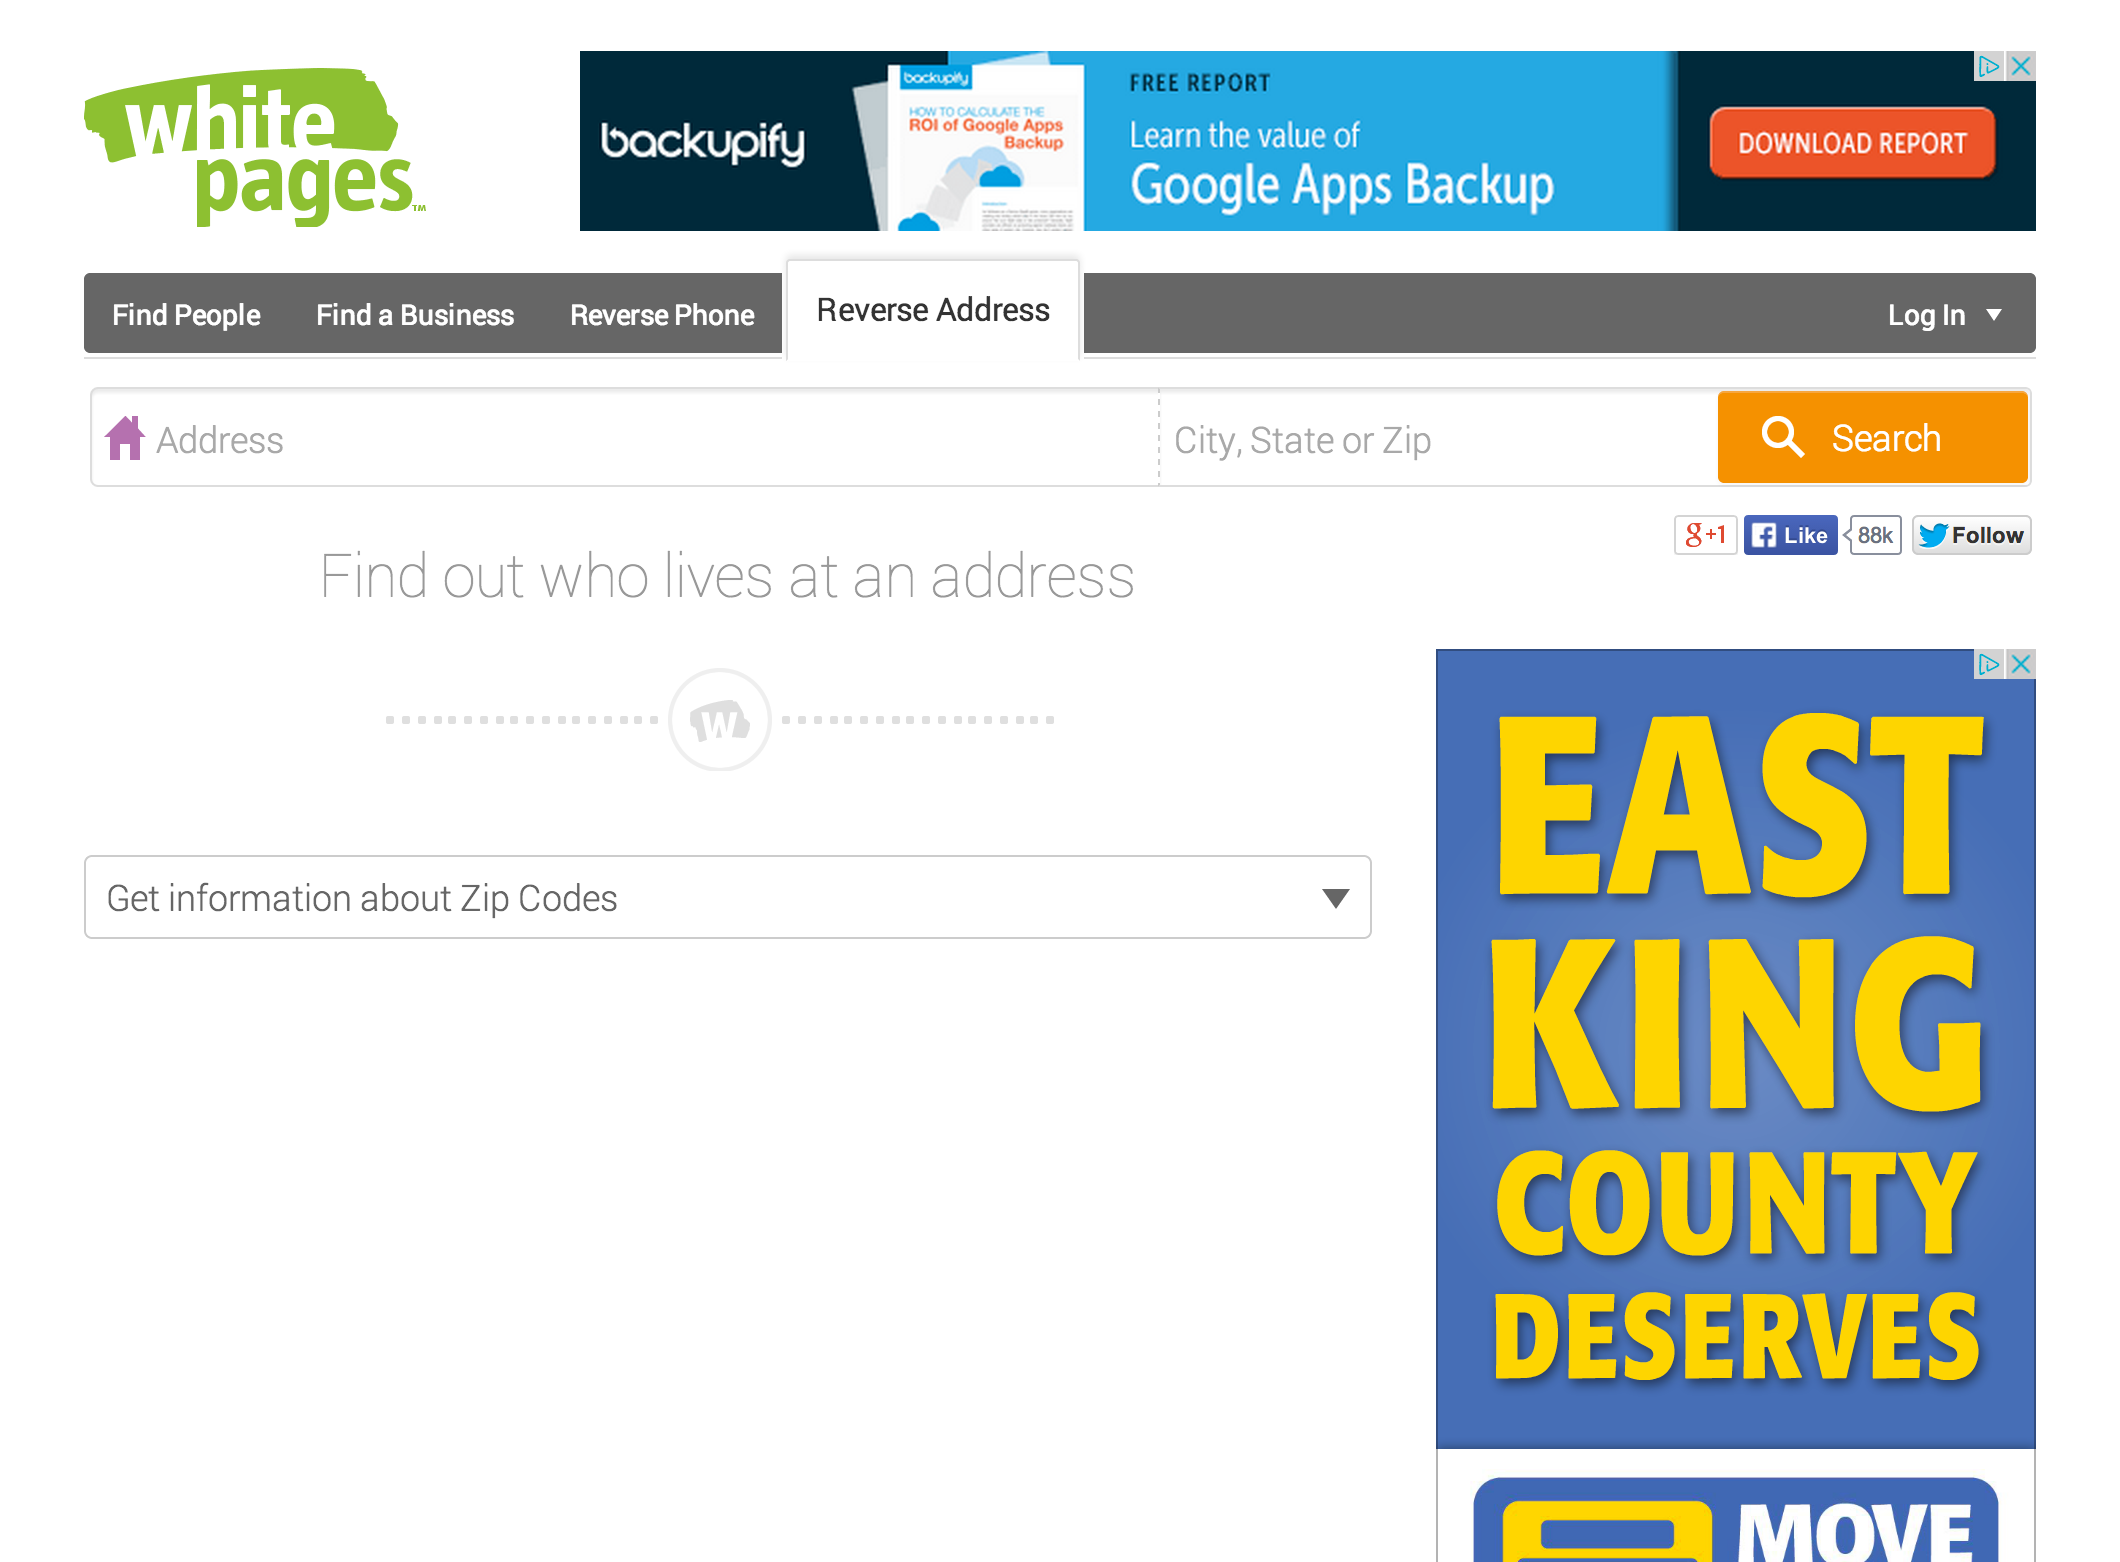 white
pages™
backupify
backupify
HOW TO CALCULATE THE
ROI of Google Apps
Backup
FREE REPORT
Learn the value of
Google Apps Backup
DOWNLOAD REPORT
Find People
Find a Business
Reverse Phone
Reverse Address
Log In
Address
City, State or Zip
Search
g+1
Like
88k
Follow
Find out who lives at an address
W
Get information about Zip Codes
EAST
KING
COUNTY
DESERVES
MOVE